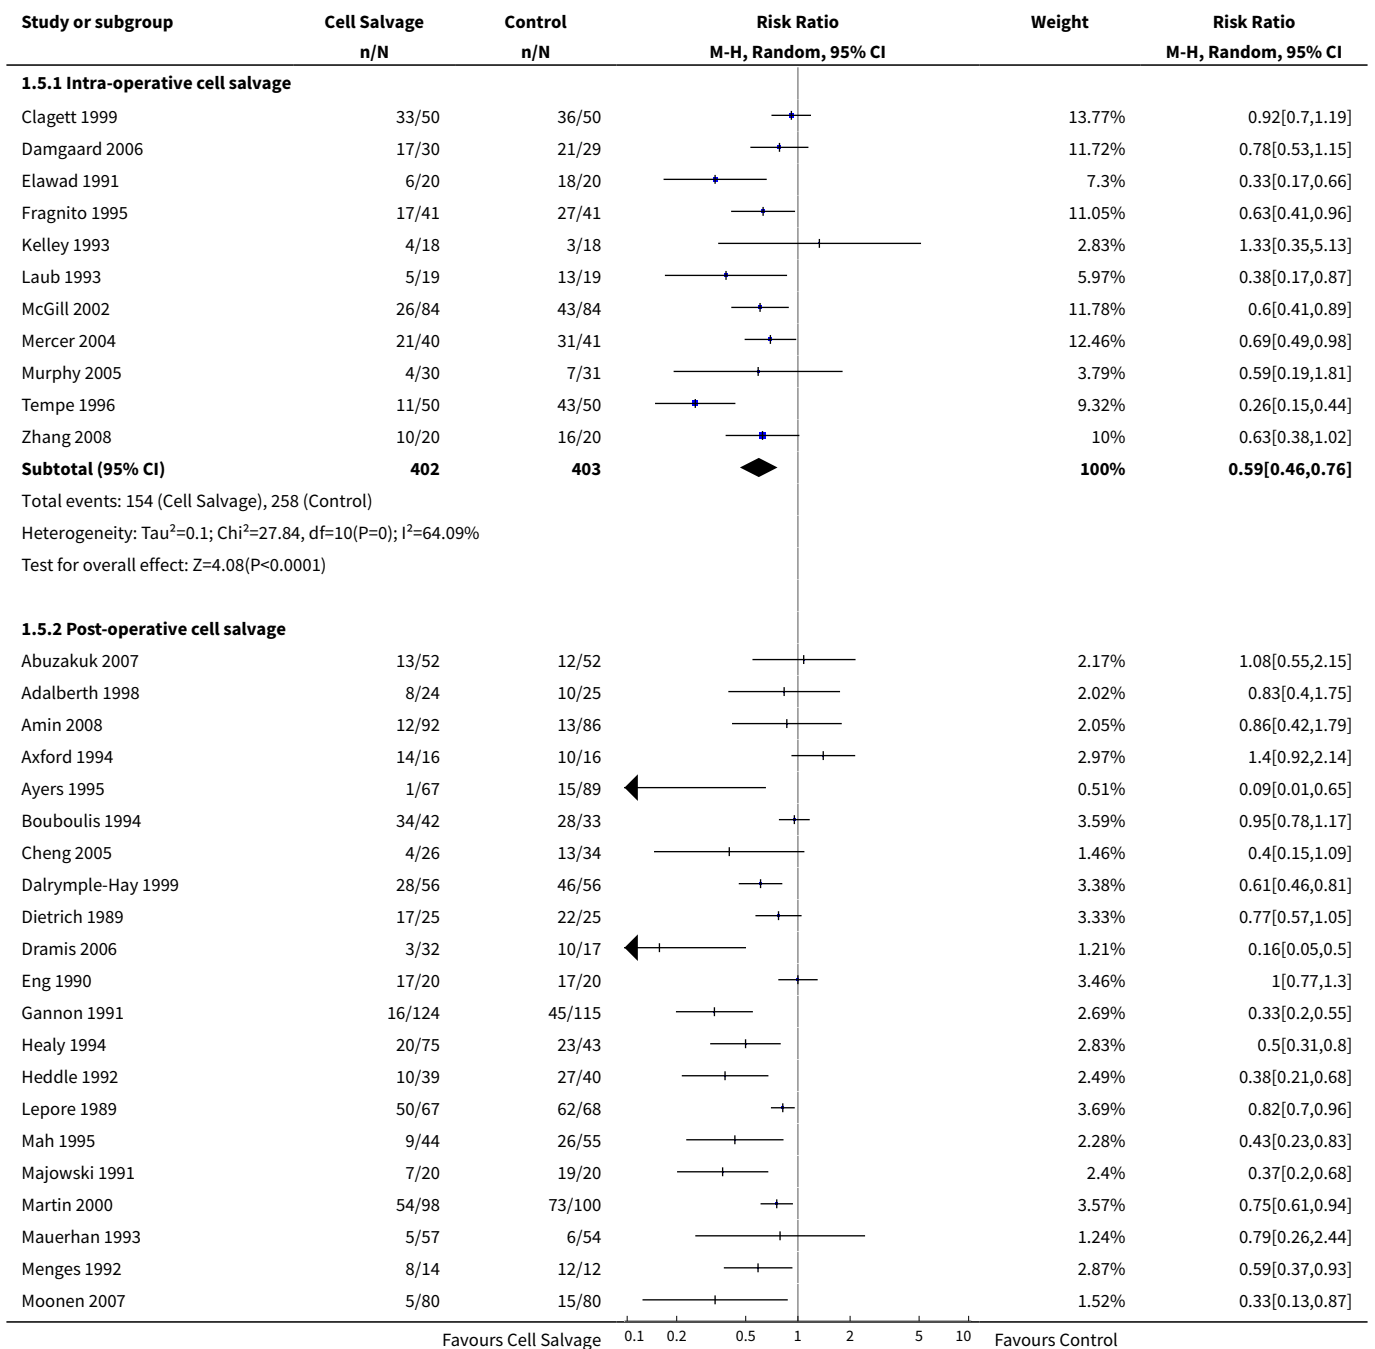 Study or subgroup Cell Salvage Control Risk Ratio Weight Risk Ratio
n/N n/N M-H, Random, 95% CI M-H, Random, 95% CI
1.5.1 Intra-operative cell salvage
Clagett 1999 33/50 36/50 13.77% 0.92[0.7,1.19]
Damgaard 2006 17/30 21/29 11.72% 0.78[0.53,1.15]
Elawad 1991 6/20 18/20 7.3% 0.33[0.17,0.66]
Fragnito 1995 17/41 27/41 11.05% 0.63[0.41,0.96]
Kelley 1993 4/18 3/18 2.83% 1.33[0.35,5.13]
Laub 1993 5/19 13/19 5.97% 0.38[0.17,0.87]
McGill 2002 26/84 43/84 11.78% 0.6[0.41,0.89]
Mercer 2004 21/40 31/41 12.46% 0.69[0.49,0.98]
Murphy 2005 4/30 7/31 3.79% 0.59[0.19,1.81]
Tempe 1996 11/50 43/50 9.32% 0.26[0.15,0.44]
Zhang 2008 10/20 16/20 10% 0.63[0.38,1.02]
Subtotal (95% CI) 402 403 100% 0.59[0.46,0.76]
Total events: 154 (Cell Salvage), 258 (Control)
Heterogeneity: Tau²=0.1; Chi²=27.84, df=10(P=0); I²=64.09%
Test for overall effect: Z=4.08(P<0.0001)
1.5.2 Post-operative cell salvage
Abuzakuk 2007 13/52 12/52 2.17% 1.08[0.55,2.15]
Adalberth 1998 8/24 10/25 2.02% 0.83[0.4,1.75]
Amin 2008 12/92 13/86 2.05% 0.86[0.42,1.79]
Axford 1994 14/16 10/16 2.97% 1.4[0.92,2.14]
Ayers 1995 1/67 15/89 0.51% 0.09[0.01,0.65]
Bouboulis 1994 34/42 28/33 3.59% 0.95[0.78,1.17]
Cheng 2005 4/26 13/34 1.46% 0.4[0.15,1.09]
Dalrymple-Hay 1999 28/56 46/56 3.38% 0.61[0.46,0.81]
Dietrich 1989 17/25 22/25 3.33% 0.77[0.57,1.05]
Dramis 2006 3/32 10/17 1.21% 0.16[0.05,0.5]
Eng 1990 17/20 17/20 3.46% 1[0.77,1.3]
Gannon 1991 16/124 45/115 2.69% 0.33[0.2,0.55]
Healy 1994 20/75 23/43 2.83% 0.5[0.31,0.8]
Heddle 1992 10/39 27/40 2.49% 0.38[0.21,0.68]
Lepore 1989 50/67 62/68 3.69% 0.82[0.7,0.96]
Mah 1995 9/44 26/55 2.28% 0.43[0.23,0.83]
Majowski 1991 7/20 19/20 2.4% 0.37[0.2,0.68]
Martin 2000 54/98 73/100 3.57% 0.75[0.61,0.94]
Mauerhan 1993 5/57 6/54 1.24% 0.79[0.26,2.44]
Menges 1992 8/14 12/12 2.87% 0.59[0.37,0.93]
Moonen 2007 5/80 15/80 1.52% 0.33[0.13,0.87]
Favours Cell Salvage 0.1 0.2 0.5 1 2 5 10 Favours Control